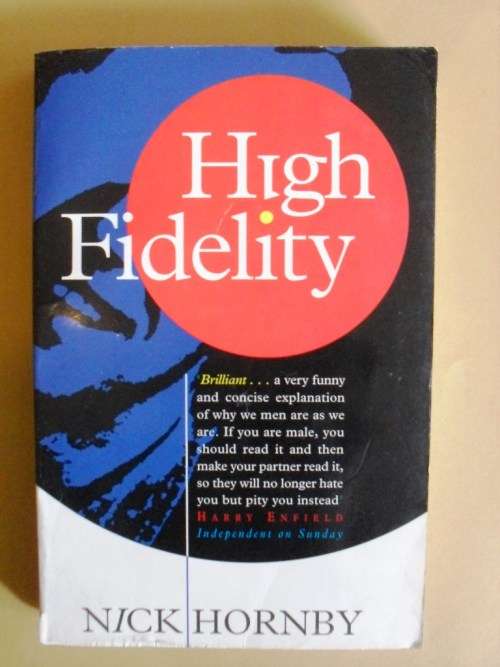 High
Fidelity
'Brilliant . . . a very funny
and concise explanation
of why we men are as we
are. If you are male, you
should read it and then
make your partner read it,
so they will no longer hate
you but pity you instead'
HARRY ENFIELD
Independent on Sunday
NICK HORNBY